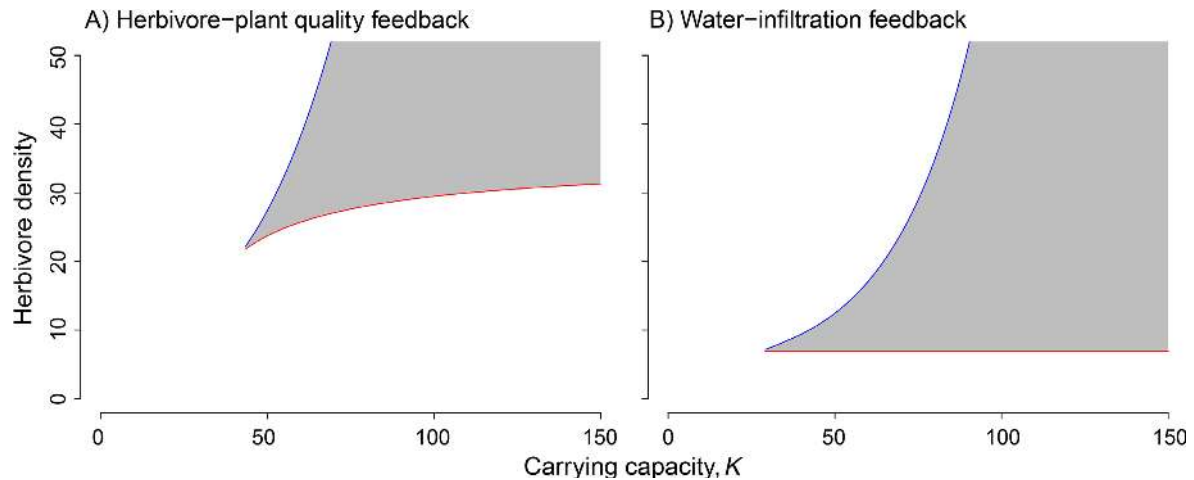 A) Herbivore−plant quality feedback
B) Water−infiltration feedback
Herbivore density
50
40
30
20
10
0
0 50 100 150
0 50 100 150
Carrying capacity, K